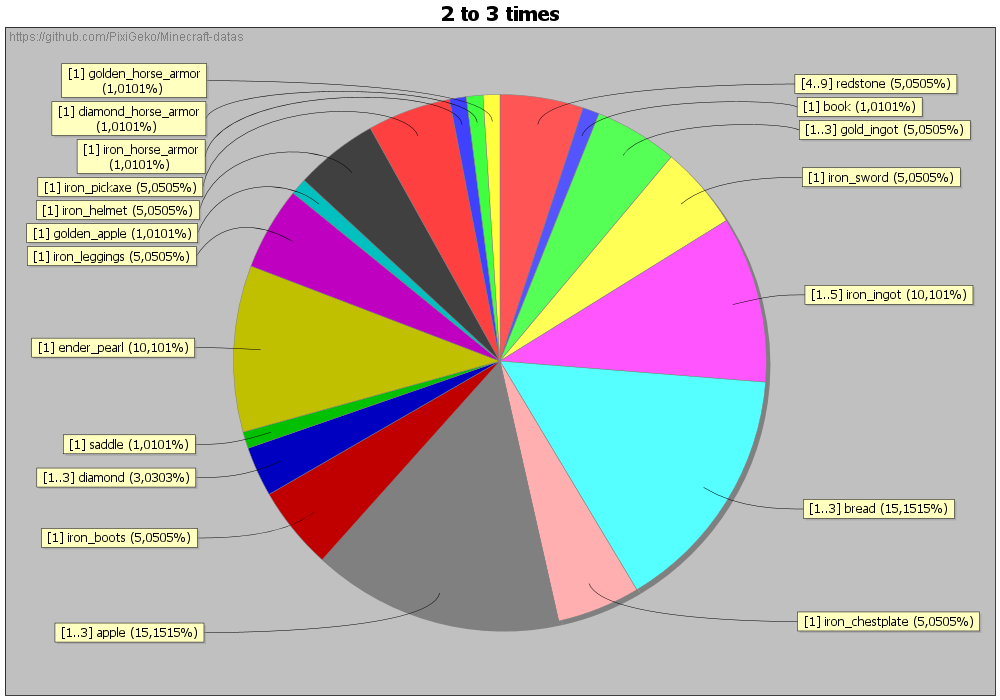 2 to 3 times
https://github.com/PixiGeko/Minecraft-datas
[1] golden_horse_armor
(1,0101%)
[1] diamond_horse_armor
(1,0101%)
[1] iron_horse_armor
(1,0101%)
[1] iron_pickaxe (5,0505%)
[1] iron_helmet (5,0505%)
[1] golden_apple (1,0101%)
[1] iron_leggings (5,0505%)
[1] ender_pearl (10,101%)
[1] saddle (1,0101%)
[1..3] diamond (3,0303%)
[1] iron_boots (5,0505%)
[1..3] apple (15,1515%)
[4..9] redstone (5,0505%)
[1] book (1,0101%)
[1..3] gold_ingot (5,0505%)
[1] iron_sword (5,0505%)
[1..5] iron_ingot (10,101%)
[1..3] bread (15,1515%)
[1] iron_chestplate (5,0505%)